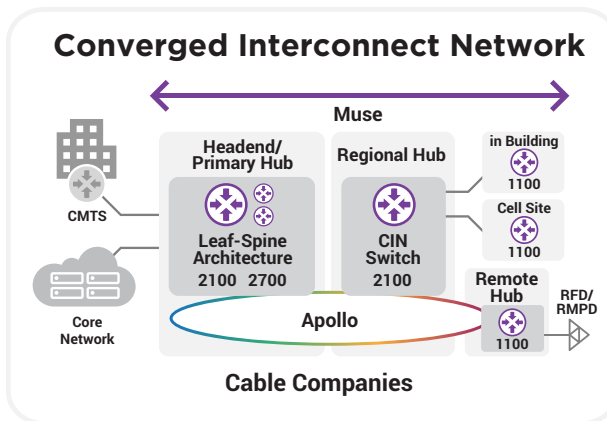 Converged Interconnect Network
Muse
CMTS
Core
Network
Headend/
Primary Hub
Leaf-Spine
Architecture
2100 2700
Regional Hub
CIN
Switch
2100
in Building
1100
Cell Site
1100
Remote
Hub
1100
RFD/
RMPD
Apollo
Cable Companies